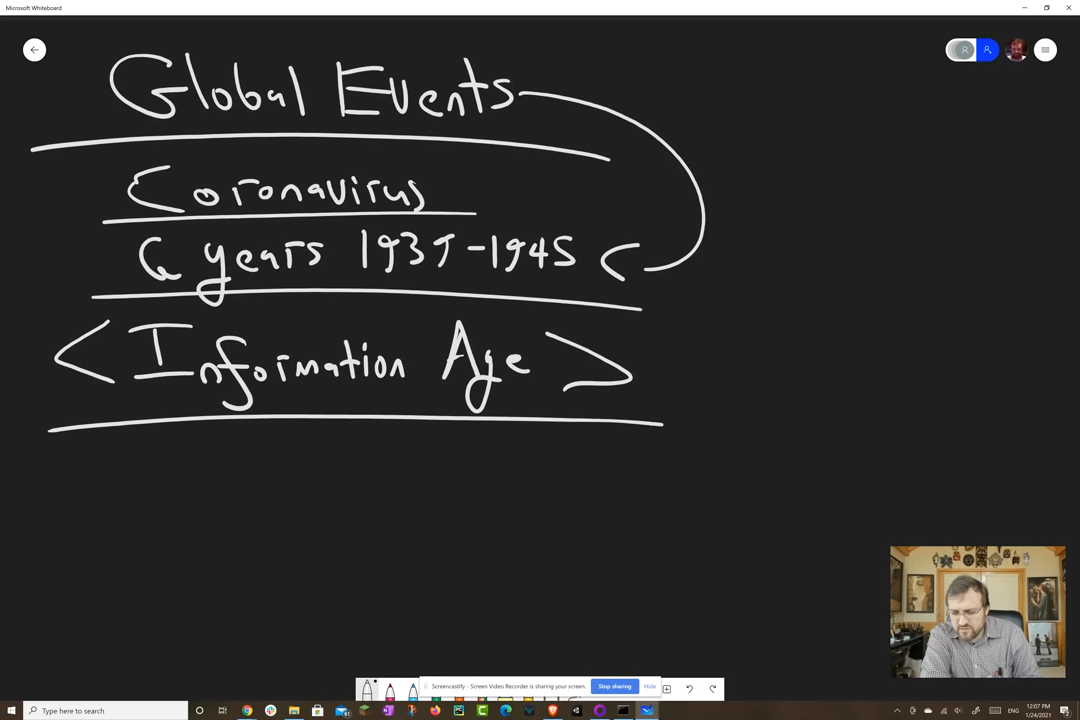 Microsoft Whiteboard
Global Events
Coronavirus
6 years 1939-1945
< Information Age >
Screencastify - Screen Video Recorder is sharing your screen.
Stop sharing
Hide
Type here to search
61
ENG
12:07 PM
1/24/2021